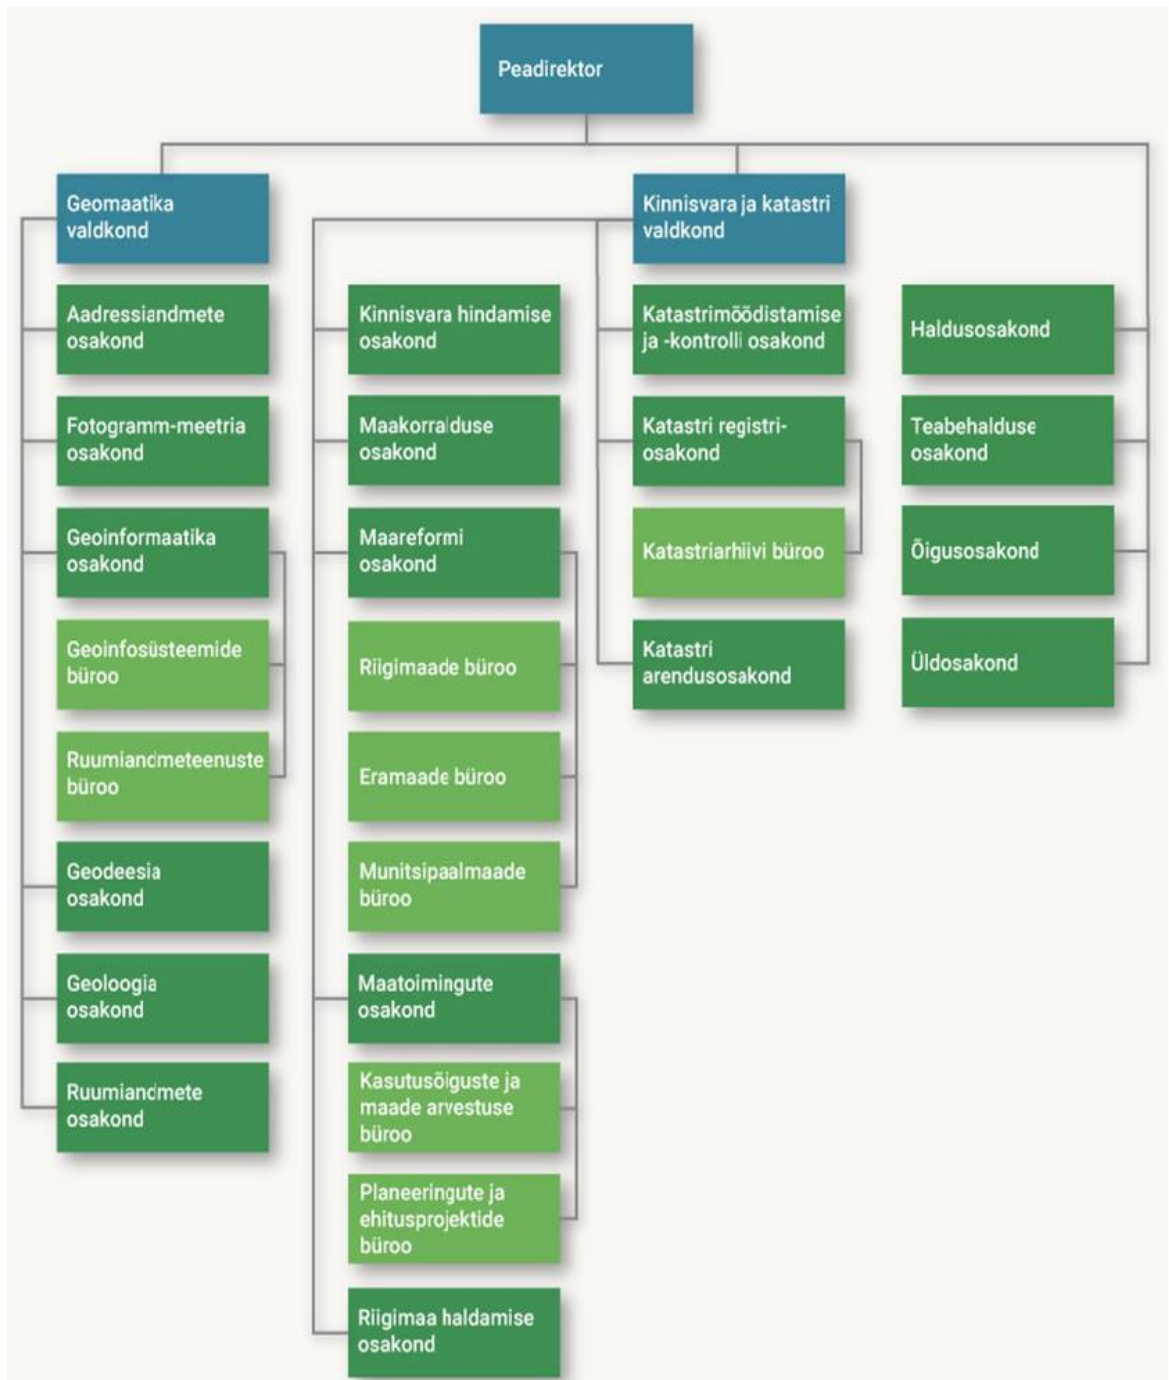 Peadirektor
Geomaatika
valdkond
Aadressiandmete
osakond
Fotogramm-meetria
osakond
Geoinformaatika
osakond
Geoinfosüsteemide
büroo
Ruumiandmeteenuste
büroo
Geodeesia
osakond
Geoloogia
osakond
Ruumiandmete
osakond
Kinnisvara ja katastri
valdkond
Kinnisvara hindamise
osakond
Maakorralduse
osakond
Maareformi
osakond
Riigimaade büroo
Eramaade büroo
Munitsipaalmaade
büroo
Maatoimingute
osakond
Kasutusõiguste ja
maade arvestuse
büroo
Planeeringute ja
ehitusprojektide
büroo
Riigimaa haldamise
osakond
Katastrimõõdistamise
ja -kontrolli osakond
Katastri registri-
osakond
Katastriarhiivi büroo
Katastri
arendusosakond
Haldusosakond
Teabehalduse
osakond
Õigusosakond
Üldosakond